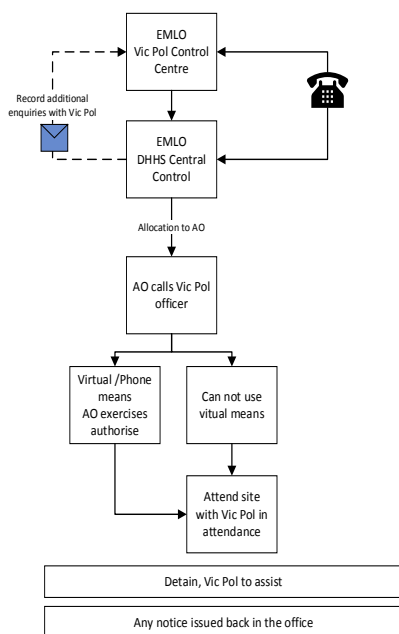 EMLO
Vic Pol Control
Centre
Record additional
enquiries with Vic Pol
EMLO
DHHS Central
Control
Allocation to AO
AO calls Vic Pol
officer
Virtual /Phone
means
AO exercises
authorise
Can not use
vitual means
Attend site
with Vic Pol in
attendance
Detain, Vic Pol to assist
Any notice issued back in the office